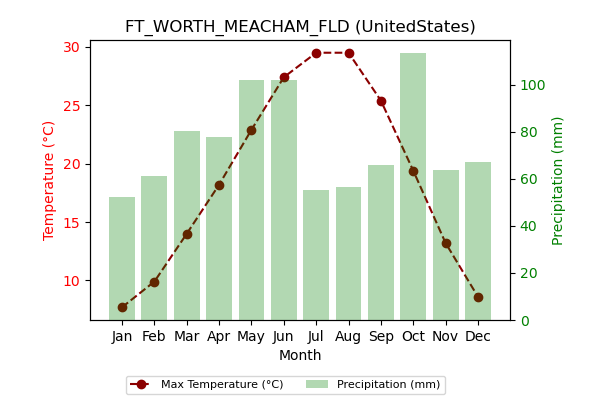 FT_WORTH_MEACHAM_FLD (UnitedStates)
30
25
20
15
10
Temperature (°C)
100
80
60
40
20
0
Precipitation (mm)
Jan Feb Mar Apr May Jun Jul Aug Sep Oct Nov Dec
Month
Max Temperature (°C) Precipitation (mm)